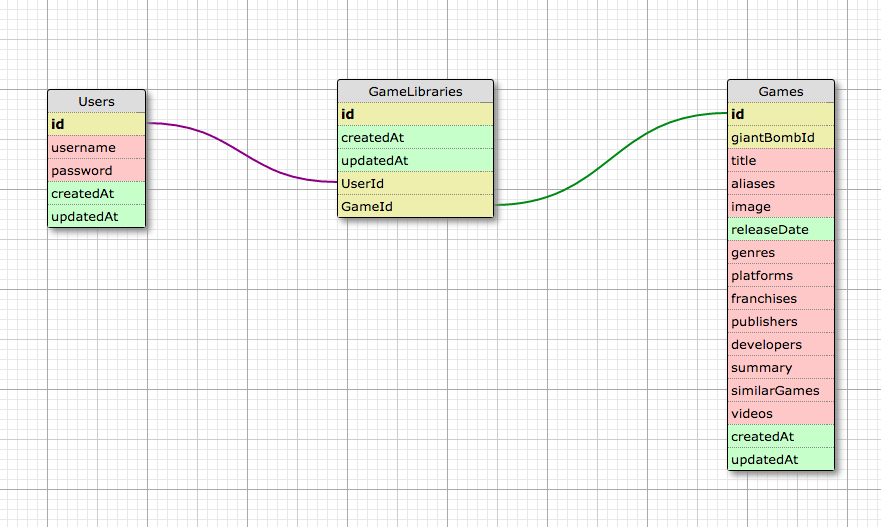 Users
id
username
password
createdAt
updatedAt
GameLibraries
id
createdAt
updatedAt
UserId
GameId
Games
id
giantBombId
title
aliases
image
releaseDate
genres
platforms
franchises
publishers
developers
summary
similarGames
videos
createdAt
updatedAt